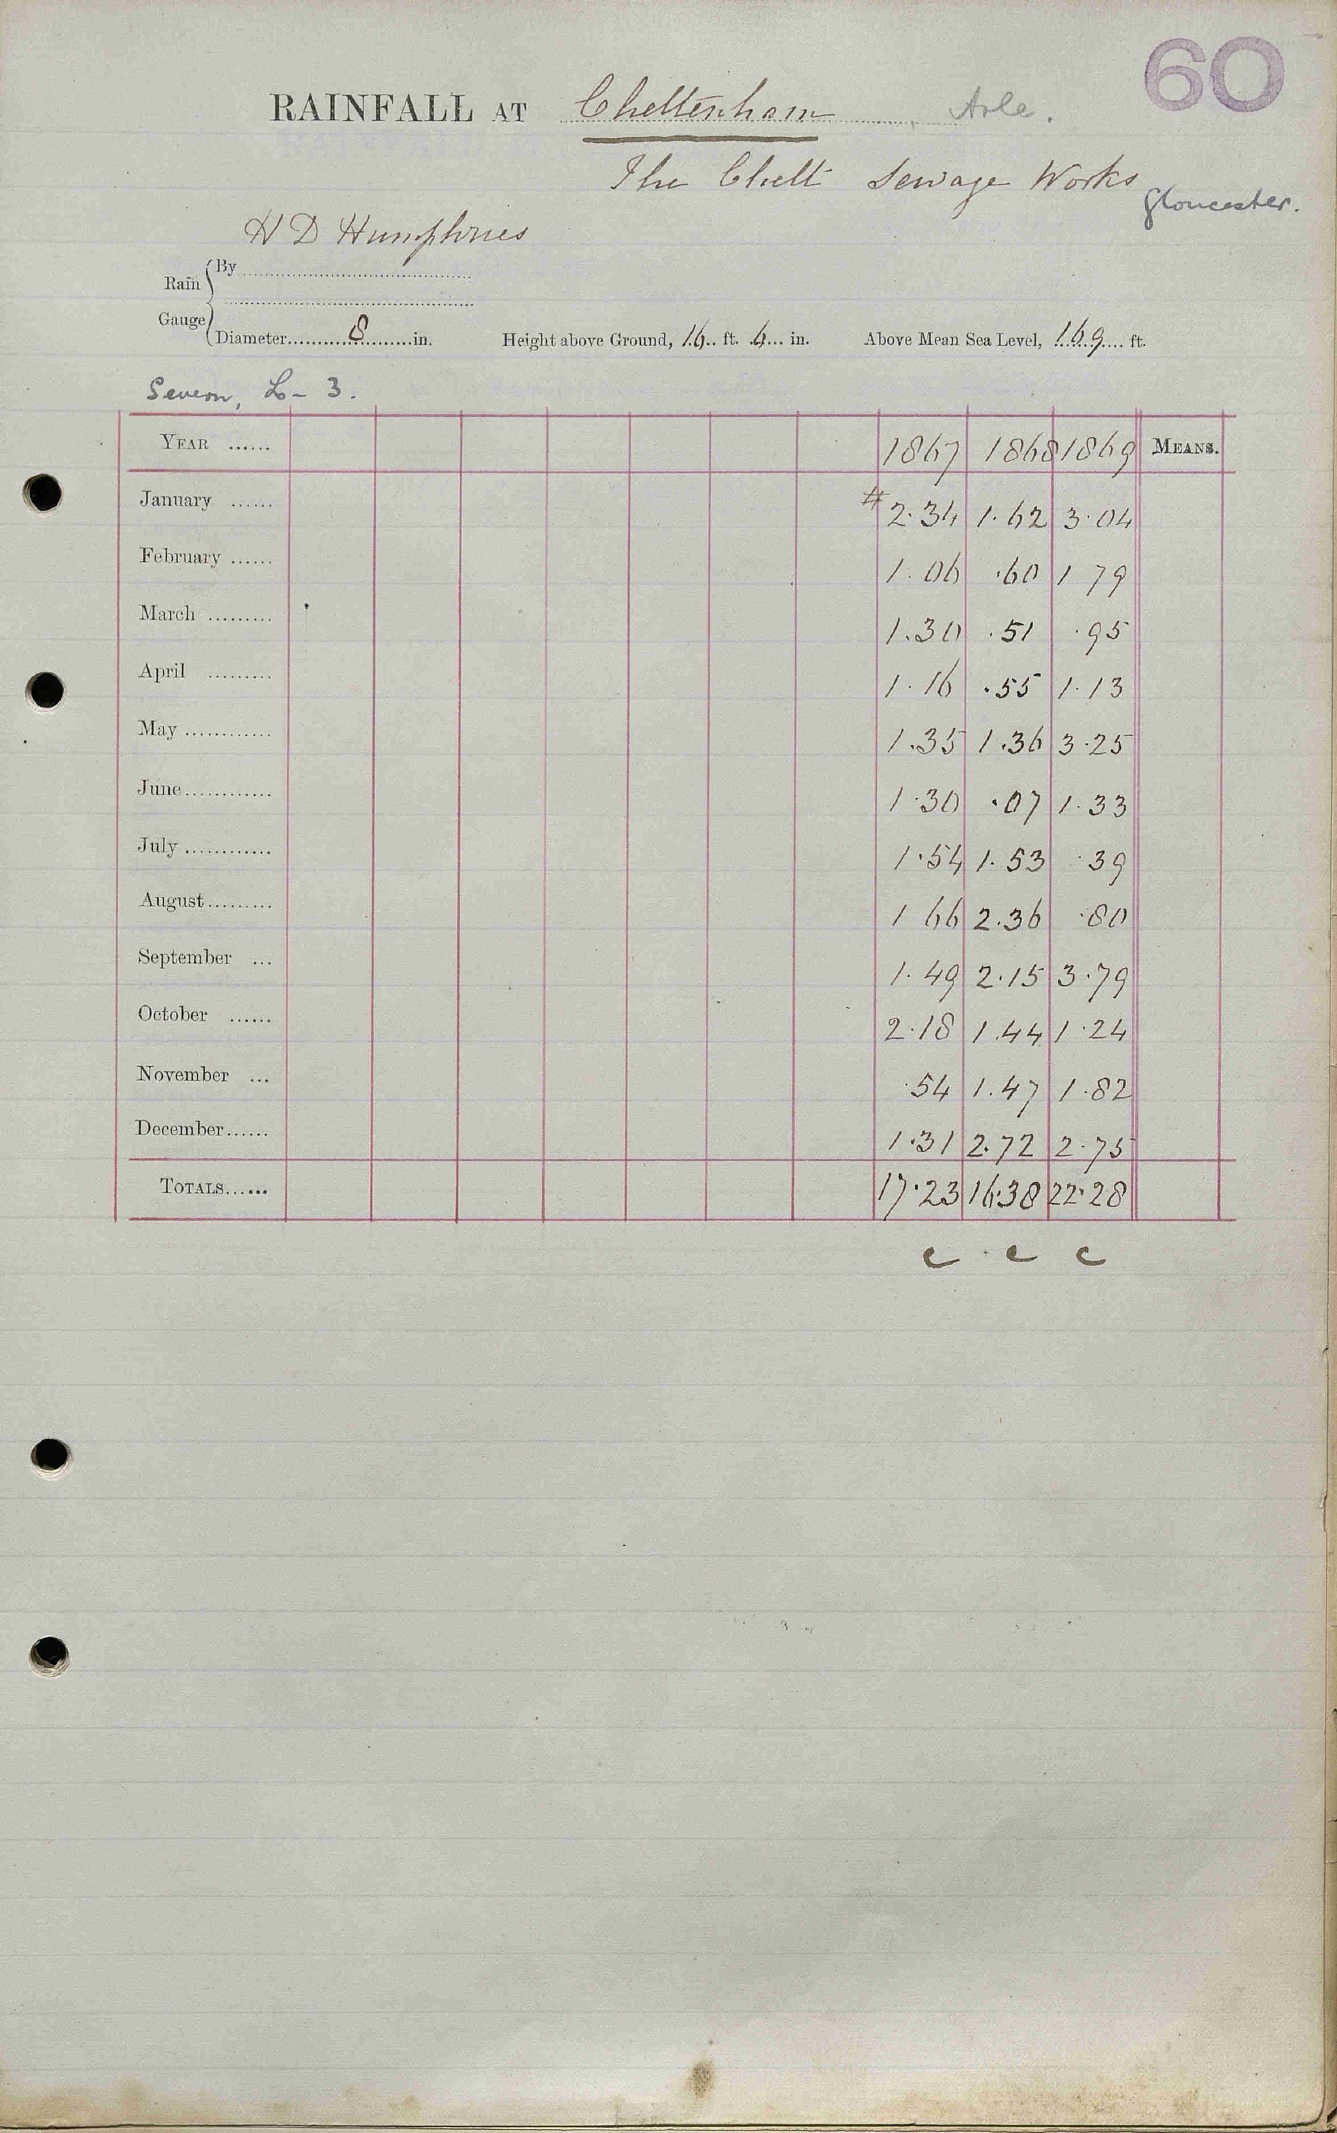 60
RAINFALL AT Cheltenham, Arle.
The Chelt Sewage Works
Gloucester.
H D Humphries
Rain Gauge { By
Diameter 8 in. Height above Ground, 16 ft. 6 in. Above Mean Sea Level, 169 ft.
Severn, L - 3.
YEAR ...... 1867 1868 1869 MEANS.
January ...... # 2.34 1.62 3.04
February ...... 1.06 .60 1 79
March ......... 1.30 .51 .95
April ......... 1.16 .55 1.13
May ............ 1.35 1.36 3.25
June ............ 1.30 .07 1.33
July ............ 1.54 1.53 .39
August ......... 1 66 2.36 .80
September ... 1.49 2.15 3.79
October ...... 2.18 1.44 1.24
November ... .54 1.47 1.82
December ...... 1.31 2.72 2.75
TOTALS ...... 17.23 16.38 22.28
c c c